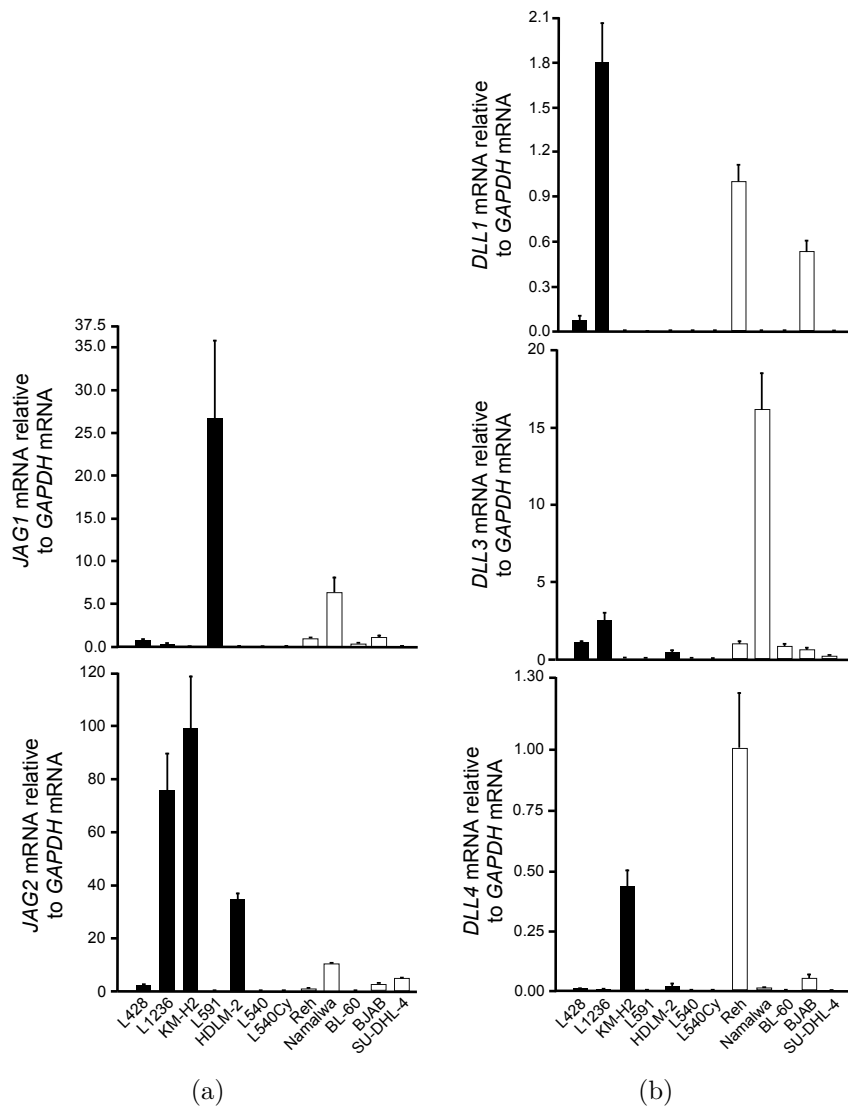 37.5
35.0
30.0
25.0
20.0
15.0
10.0
5.0
0.0
JAG1 mRNA relative
to GAPDH mRNA
120
100
80
60
40
20
0
JAG2 mRNA relative
to GAPDH mRNA
L428
L1236
KM-H2
L591
HDLM-2
L540
L540Cy
Reh
Namalwa
BL-60
BJAB
SU-DHL-4
(a)
2.1
1.8
1.5
1.2
0.9
0.6
0.3
0.0
DLL1 mRNA relative
to GAPDH mRNA
20
15
10
5
0
DLL3 mRNA relative
to GAPDH mRNA
1.30
1.00
0.75
0.50
0.25
0.00
DLL4 mRNA relative
to GAPDH mRNA
L428
L1236
KM-H2
L591
HDLM-2
L540
L540Cy
Reh
Namalwa
BL-60
BJAB
SU-DHL-4
(b)